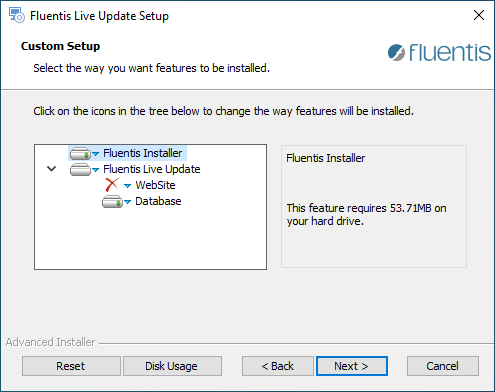 Fluentis Live Update Setup
Custom Setup
Select the way you want features to be installed.
fluentis
Click on the icons in the tree below to change the way features will be installed.
Fluentis Installer
Fluentis Live Update
WebSite
Database
Fluentis Installer
This feature requires 53.71MB on
your hard drive.
Advanced Installer
Reset
Disk Usage
< Back
Next >
Cancel